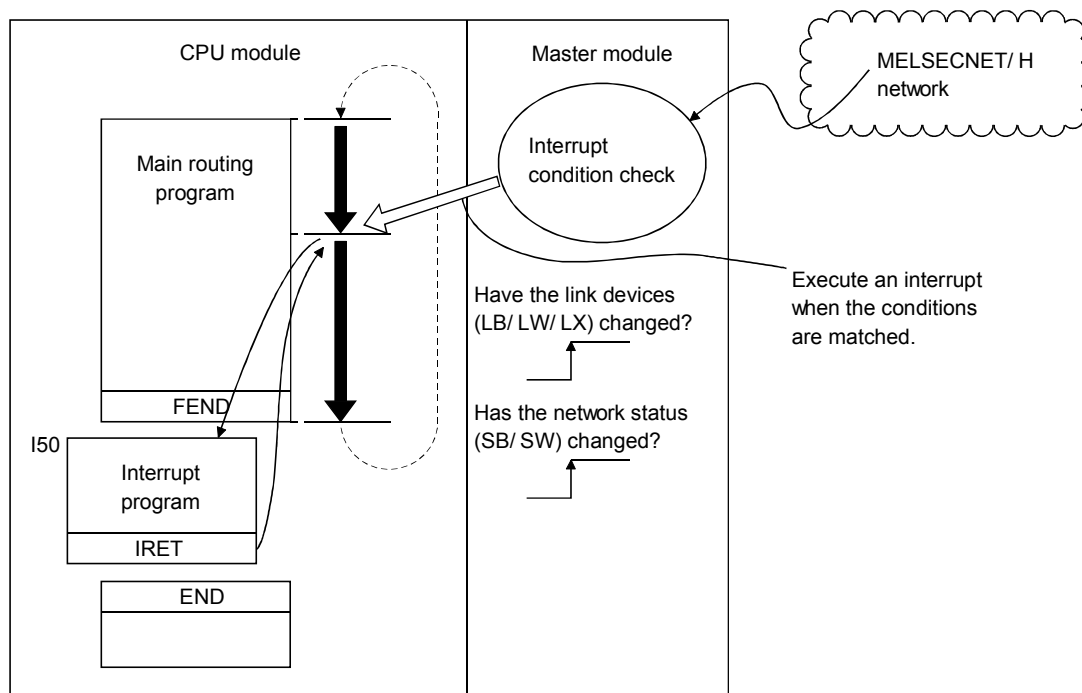 CPU module
Main routing
program
FEND
I50
Interrupt
program
IRET
END
Master module
Interrupt
condition check
Have the link devices
(LB/ LW/ LX) changed?
Has the network status
(SB/ SW) changed?
MELSECNET/ H
network
Execute an interrupt
when the conditions
are matched.